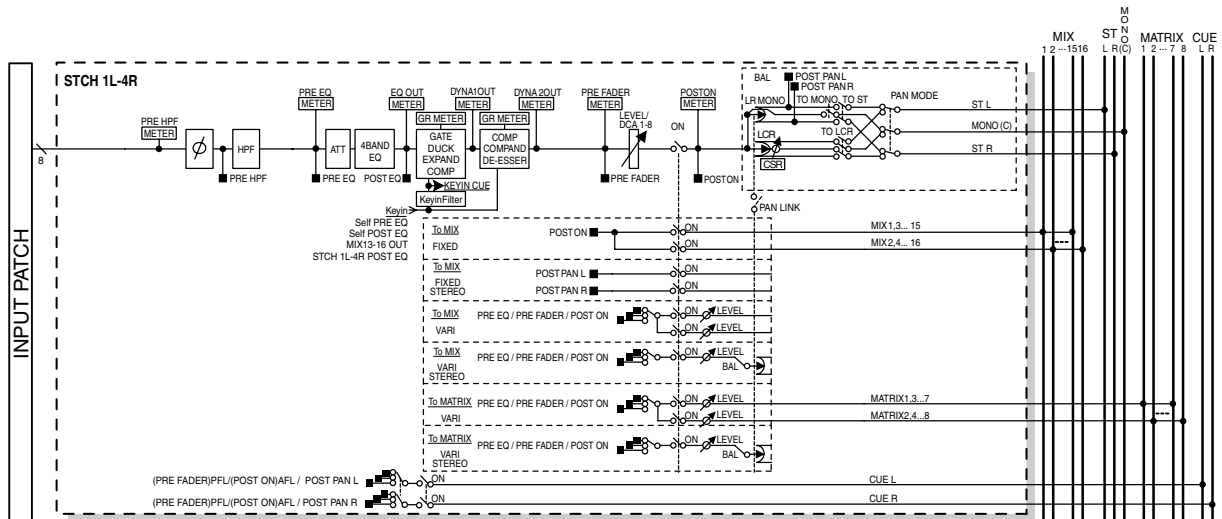 MIX
ST
MONO(C)
MATRIX
CUE
1 2 ···1516
L R (C)
1 2 ··· 7 8
L R
INPUT PATCH
STCH 1L-4R
8
PRE HPF
METER
ø
HPF
PRE HPF
PRE EQ
METER
PRE EQ
ATT
4BAND
EQ
EQ OUT
METER
POST EQ
GR METER
GATE
DUCK
EXPAND
COMP
DYNA1OUT
METER
KEYIN CUE
KeyinFilter
GR METER
COMP
COMPAND
DE-ESSER
DYNA 2OUT
METER
PRE FADER
METER
PRE FADER
LEVEL/
DCA 1-8
ON
POSTON
METER
POSTON
BAL
POST PAN L
POST PAN R
LR MONO
TO MONO
TO ST
PAN MODE
LCR
TO LCR
CSR
ST L
MONO (C)
ST R
PAN LINK
Keyin
Self PRE EQ
Self POST EQ
MIX13-16 OUT
STCH 1L-4R POST EQ
To MIX
FIXED
POST ON
ON
ON
MIX1,3... 15
MIX2,4... 16
To MIX
FIXED
STEREO
POST PAN L
POST PAN R
ON
ON
To MIX
VARI
PRE EQ / PRE FADER / POST ON
ON LEVEL
ON LEVEL
To MIX
VARI
STEREO
PRE EQ / PRE FADER / POST ON
ON LEVEL
BAL
To MATRIX
VARI
PRE EQ / PRE FADER / POST ON
ON LEVEL
ON LEVEL
MATRIX1,3...7
MATRIX2,4...8
To MATRIX
VARI
STEREO
PRE EQ / PRE FADER / POST ON
ON LEVEL
BAL
(PRE FADER)PFL/(POST ON)AFL / POST PAN L
ON
CUE L
(PRE FADER)PFL/(POST ON)AFL / POST PAN R
ON
CUE R